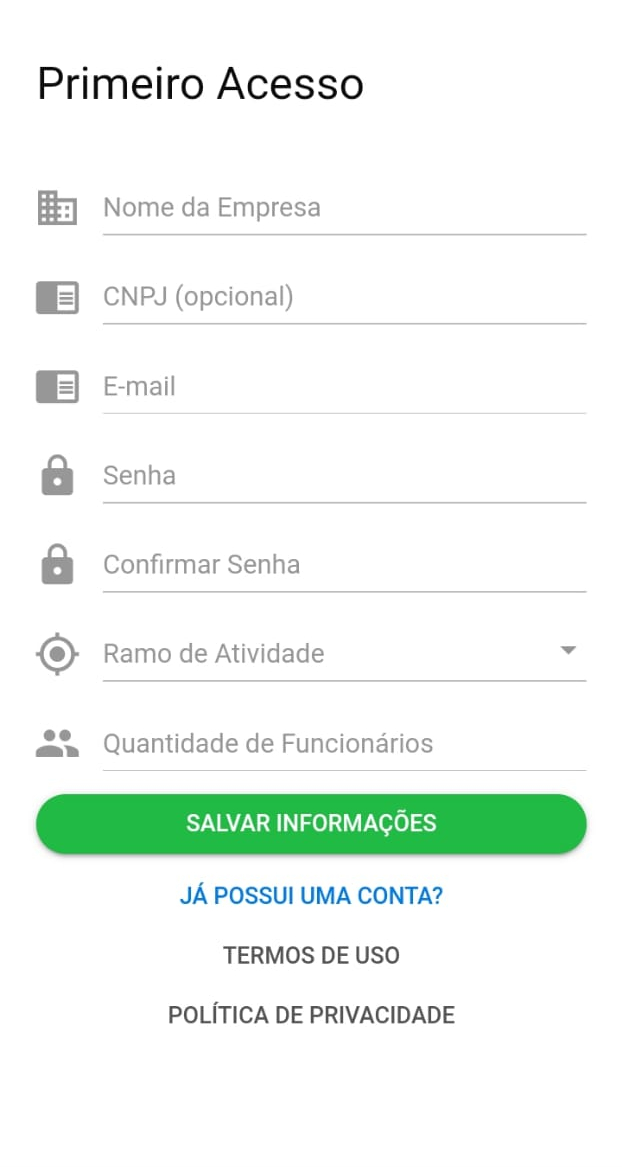 Primeiro Acesso
Nome da Empresa
CNPJ (opcional)
E-mail
Senha
Confirmar Senha
Ramo de Atividade
Quantidade de Funcionários
SALVAR INFORMAÇÕES
JÁ POSSUI UMA CONTA?
TERMOS DE USO
POLÍTICA DE PRIVACIDADE